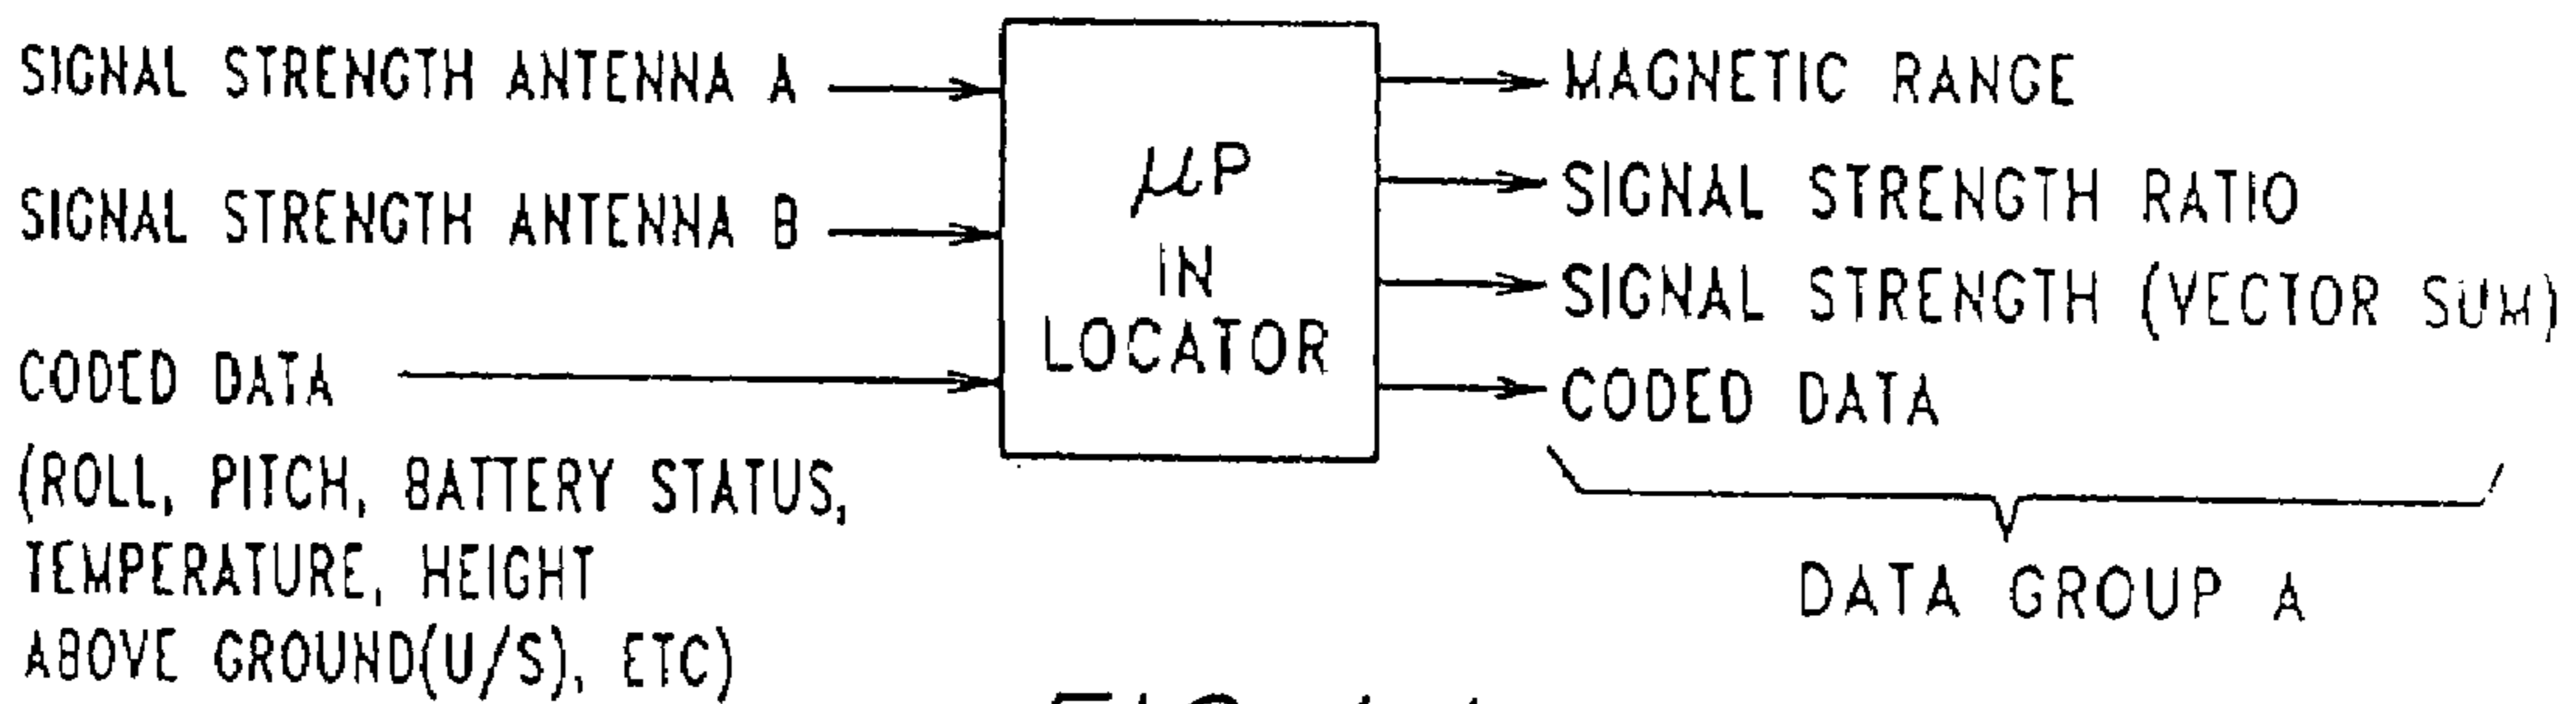 SIGNAL STRENGTH ANTENNA A
SIGNAL STRENGTH ANTENNA B
CODED DATA
(ROLL, PITCH, BATTERY STATUS,
TEMPERATURE, HEIGHT
ABOVE GROUND(U/S), ETC)
µP
IN
LOCATOR
MAGNETIC RANGE
SIGNAL STRENGTH RATIO
SIGNAL STRENGTH (VECTOR SUM)
CODED DATA
DATA GROUP A